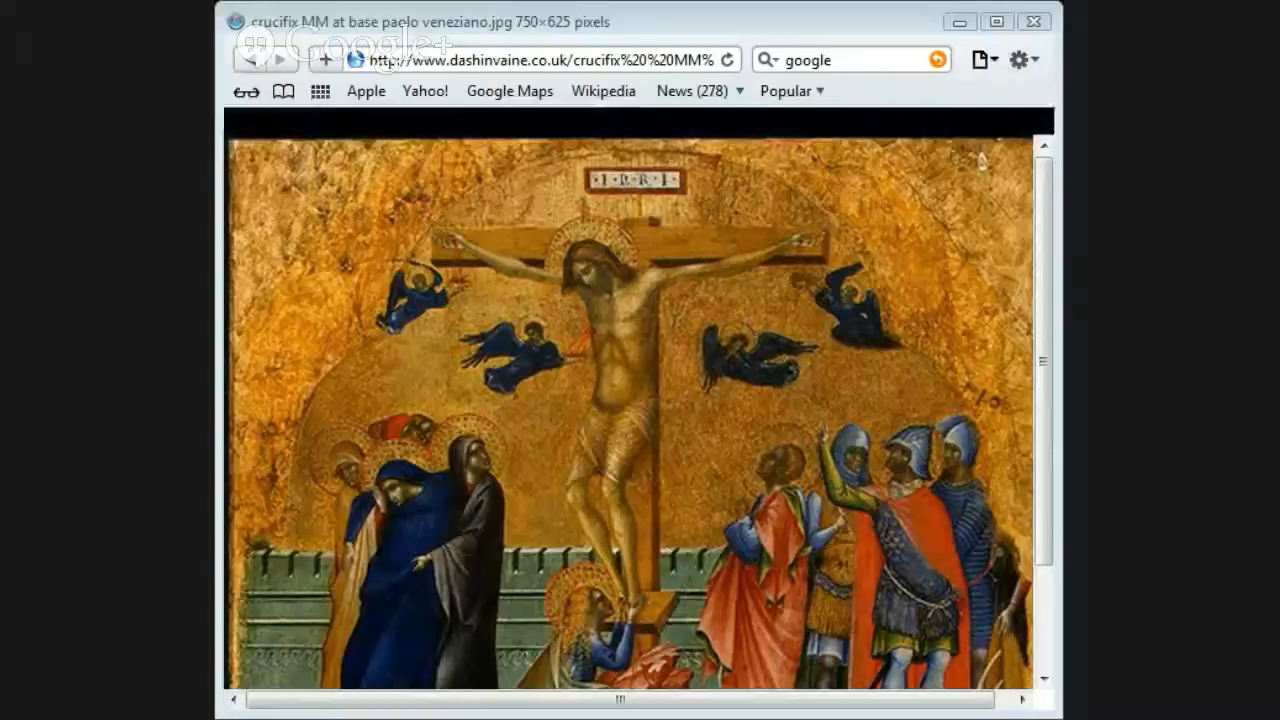 crucifix MM at base paolo veneziano.jpg 750×625 pixels
Google+
http://www.dashinvaine.co.uk/crucifix%20%20MM%
google
Apple
Yahoo!
Google Maps
Wikipedia
News (278)
Popular
·I·N·R·I·